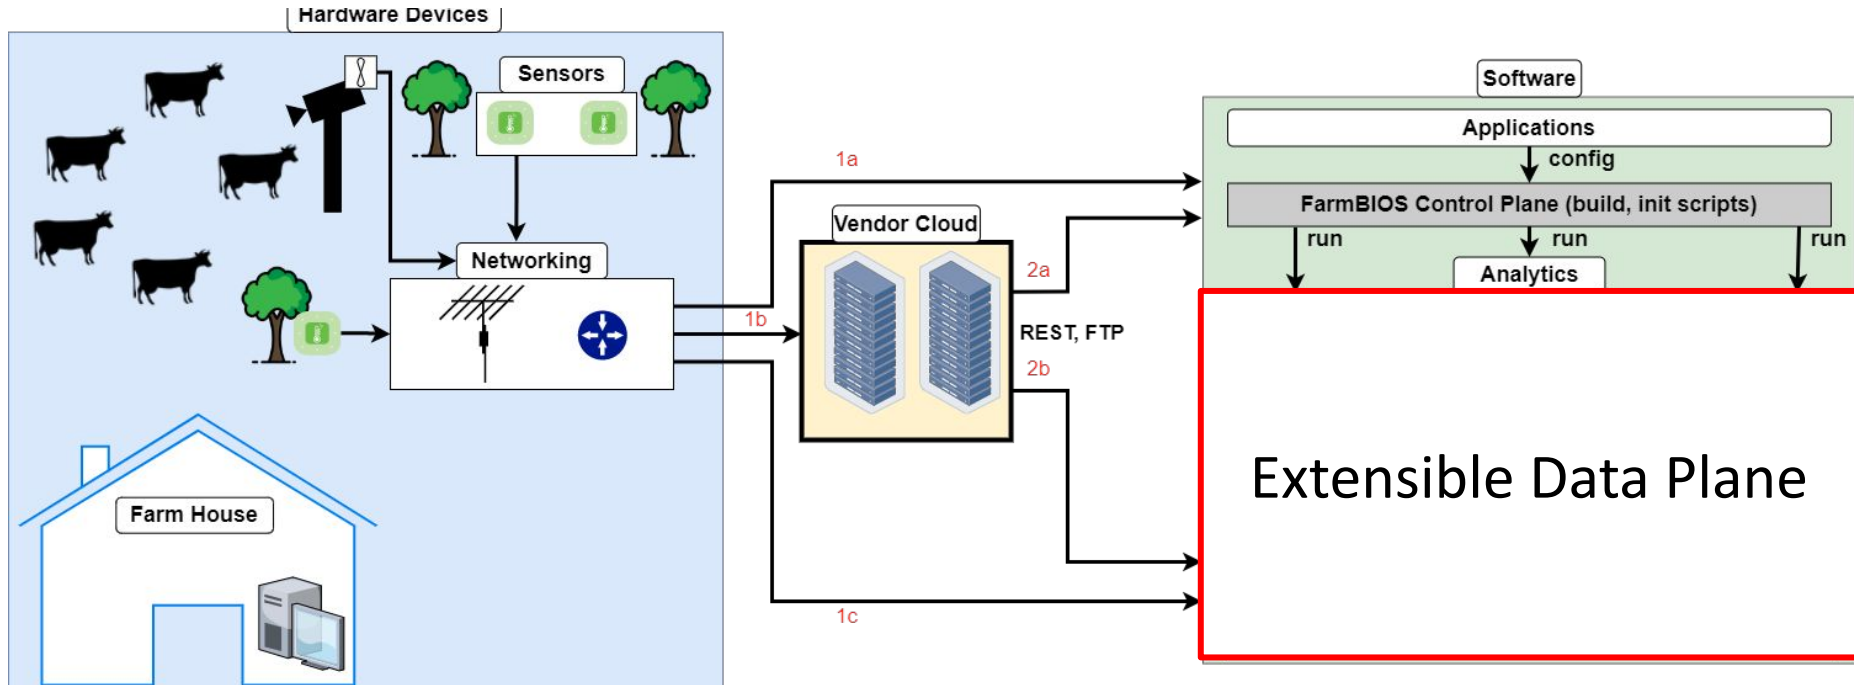 Hardware Devices
Sensors
Software
Applications
config
1a
FarmBIOS Control Plane (build, init scripts)
Vendor Cloud
run
run
run
Networking
2a
Analytics
1b
REST, FTP
2b
Extensible Data Plane
Farm House
1c